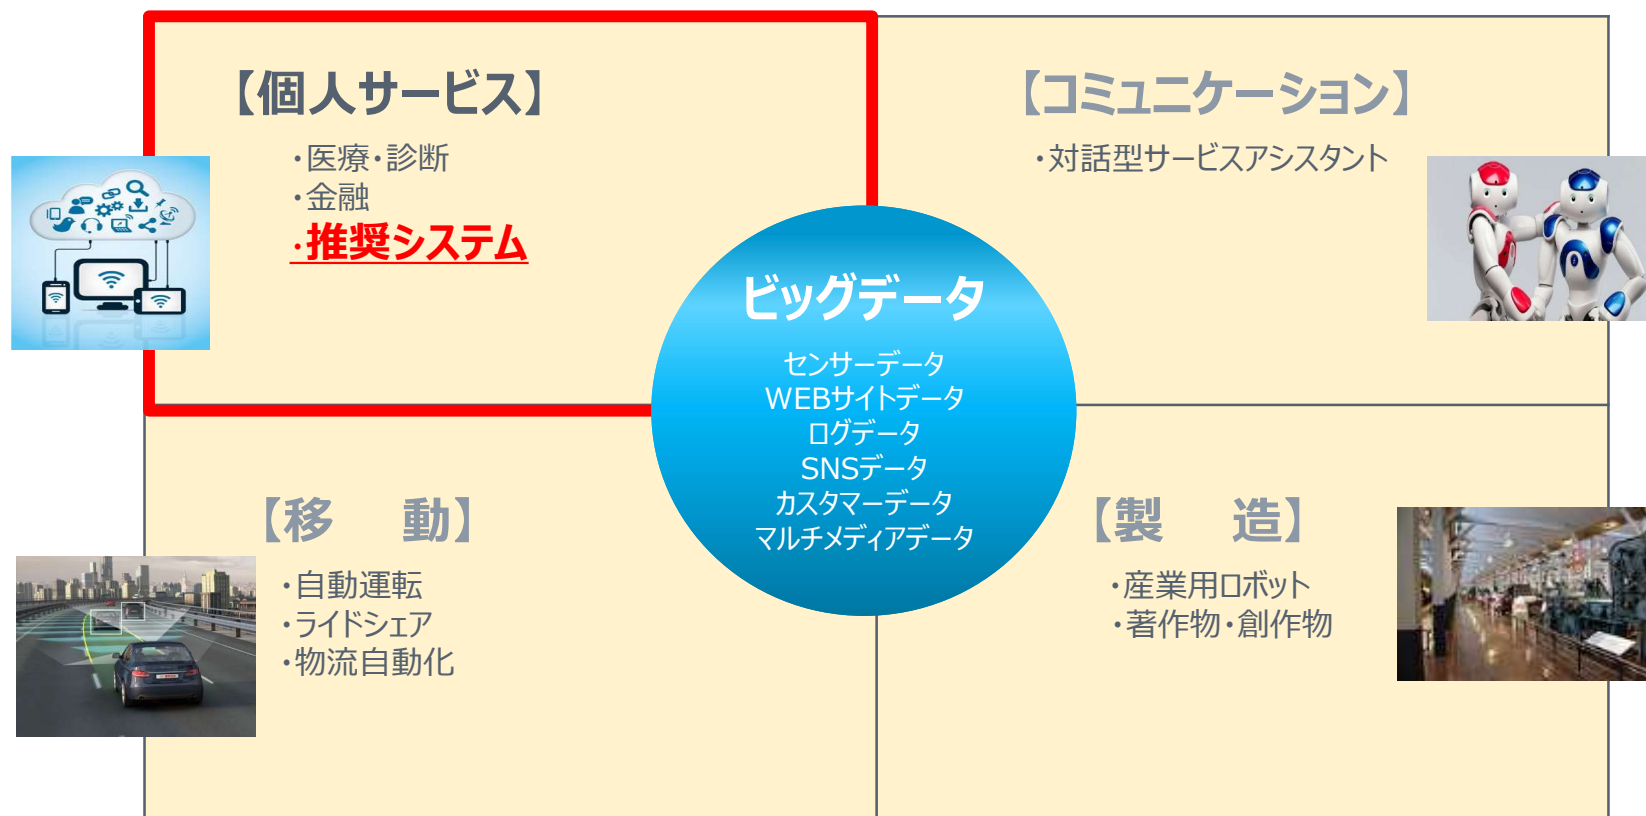 【個人サービス】
・医療・診断
・金融
・推奨システム
【コミュニケーション】
・対話型サービスアシスタント
ビッグデータ
センサーデータ
WEBサイトデータ
ログデータ
SNSデータ
カスタマーデータ
マルチメディアデータ
【移　動】
・自動運転
・ライドシェア
・物流自動化
【製　造】
・産業用ロボット
・著作物・創作物